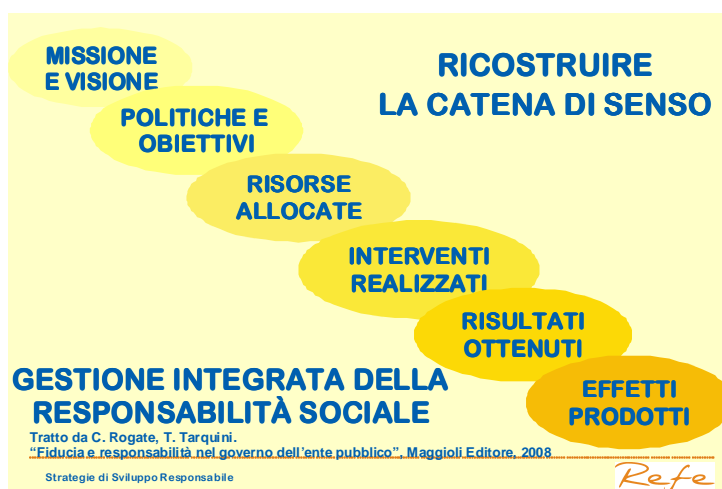 MISSIONE
E VISIONE
RICOSTRUIRE
LA CATENA DI SENSO
POLITICHE E
OBIETTIVI
RISORSE
ALLOCATE
INTERVENTI
REALIZZATI
RISULTATI
OTTENUTI
EFFETTI
PRODOTTI
GESTIONE INTEGRATA DELLA
RESPONSABILITÀ SOCIALE
Tratto da C. Rogate, T. Tarquini.
“Fiducia e responsabilità nel governo dell’ente pubblico”, Maggioli Editore, 2008
Strategie di Sviluppo Responsabile
Refe